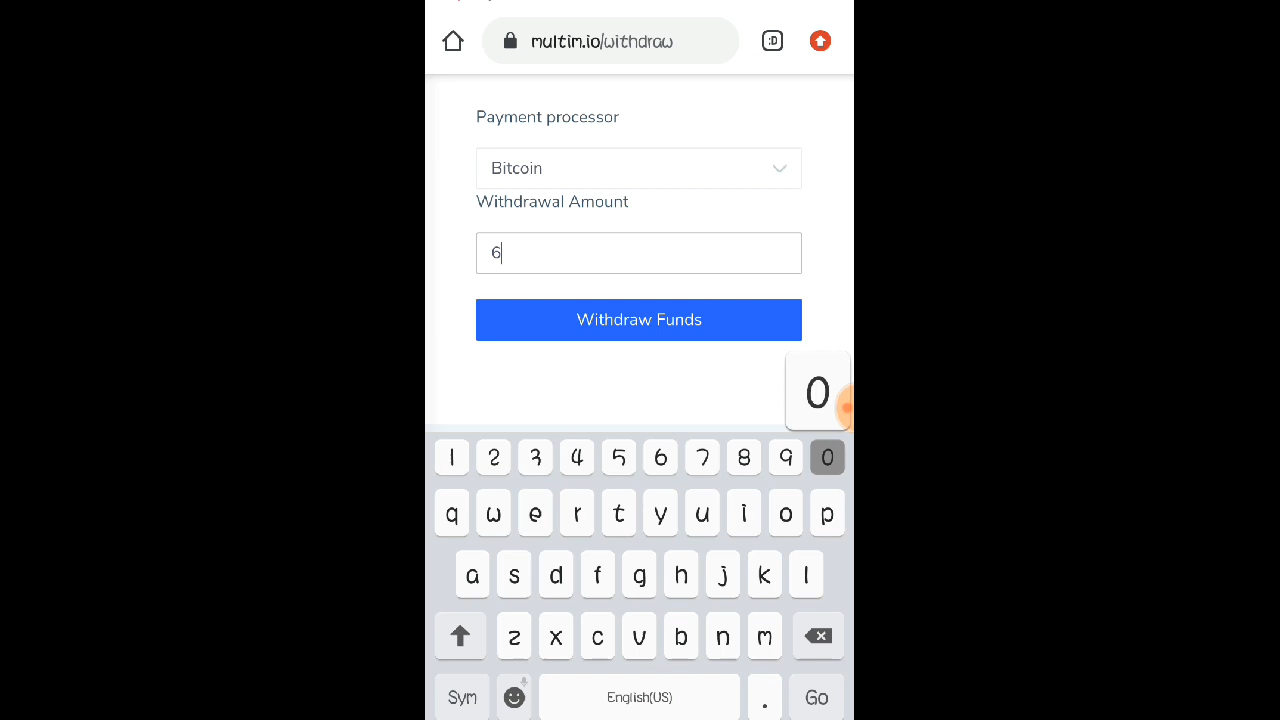 :D
multim.io/withdraw
Payment processor
Bitcoin
Withdrawal Amount
6
Withdraw Funds
0
1 2 3 4 5 6 7 8 9 0
q w e r t y u i o p
a s d f g h j k l
z x c v b n m
Sym English(US) . Go